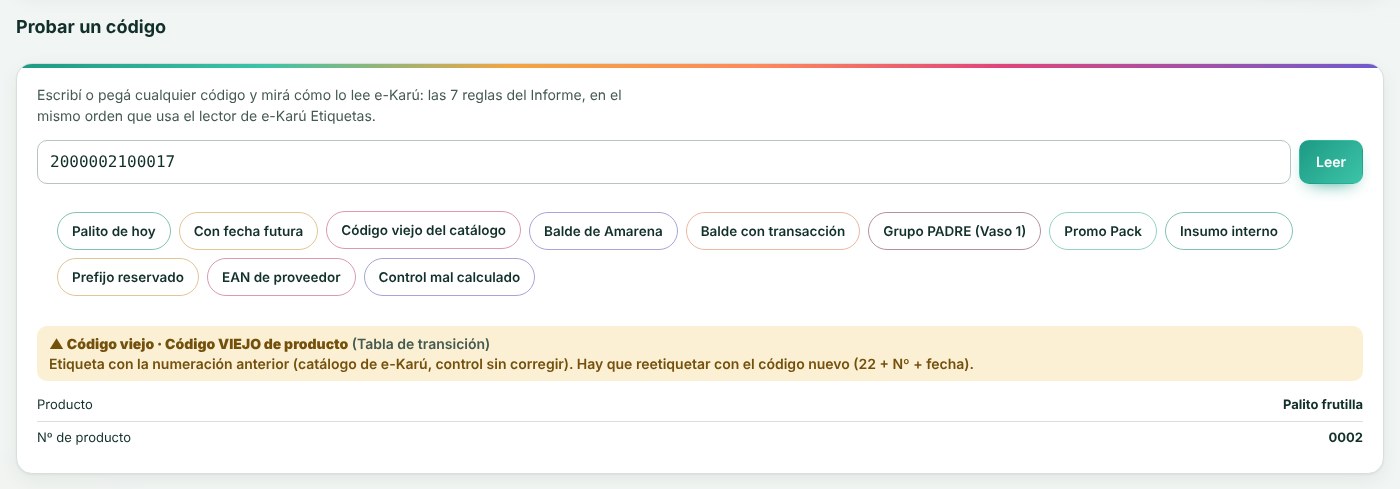 Probar un código
Escribí o pegá cualquier código y mirá cómo lo lee e-Karú: las 7 reglas del Informe, en el
mismo orden que usa el lector de e-Karú Etiquetas.
2000002100017
Leer
Palito de hoy
Con fecha futura
Código viejo del catálogo
Balde de Amarena
Balde con transacción
Grupo PADRE (Vaso 1)
Promo Pack
Insumo interno
Prefijo reservado
EAN de proveedor
Control mal calculado
▲ Código viejo · Código VIEJO de producto (Tabla de transición)
Etiqueta con la numeración anterior (catálogo de e-Karú, control sin corregir). Hay que reetiquetar con el código nuevo (22 + Nº + fecha).
Producto Palito frutilla
Nº de producto 0002